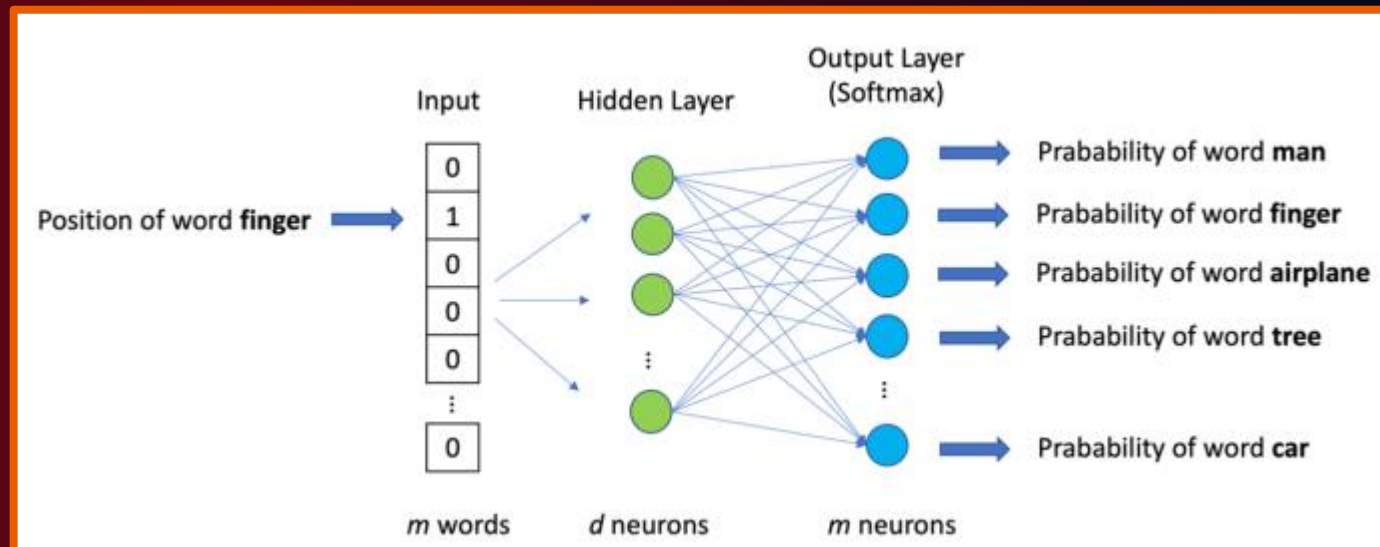 Output Layer
(Softmax)
Input
Hidden Layer
0
Prabability of word man
Position of word finger
1
Prabability of word finger
0
Prabability of word airplane
0
Prabability of word tree
0
⋮
⋮
⋮
0
Prabability of word car
m words
d neurons
m neurons